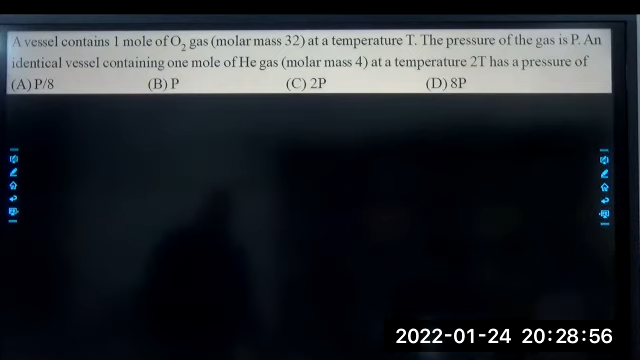 A vessel contains 1 mole of O₂ gas (molar mass 32) at a temperature T. The pressure of the gas is P. An
identical vessel containing one mole of He gas (molar mass 4) at a temperature 2T has a pressure of
(A) P/8 (B) P (C) 2P (D) 8P
2022-01-24 20:28:56